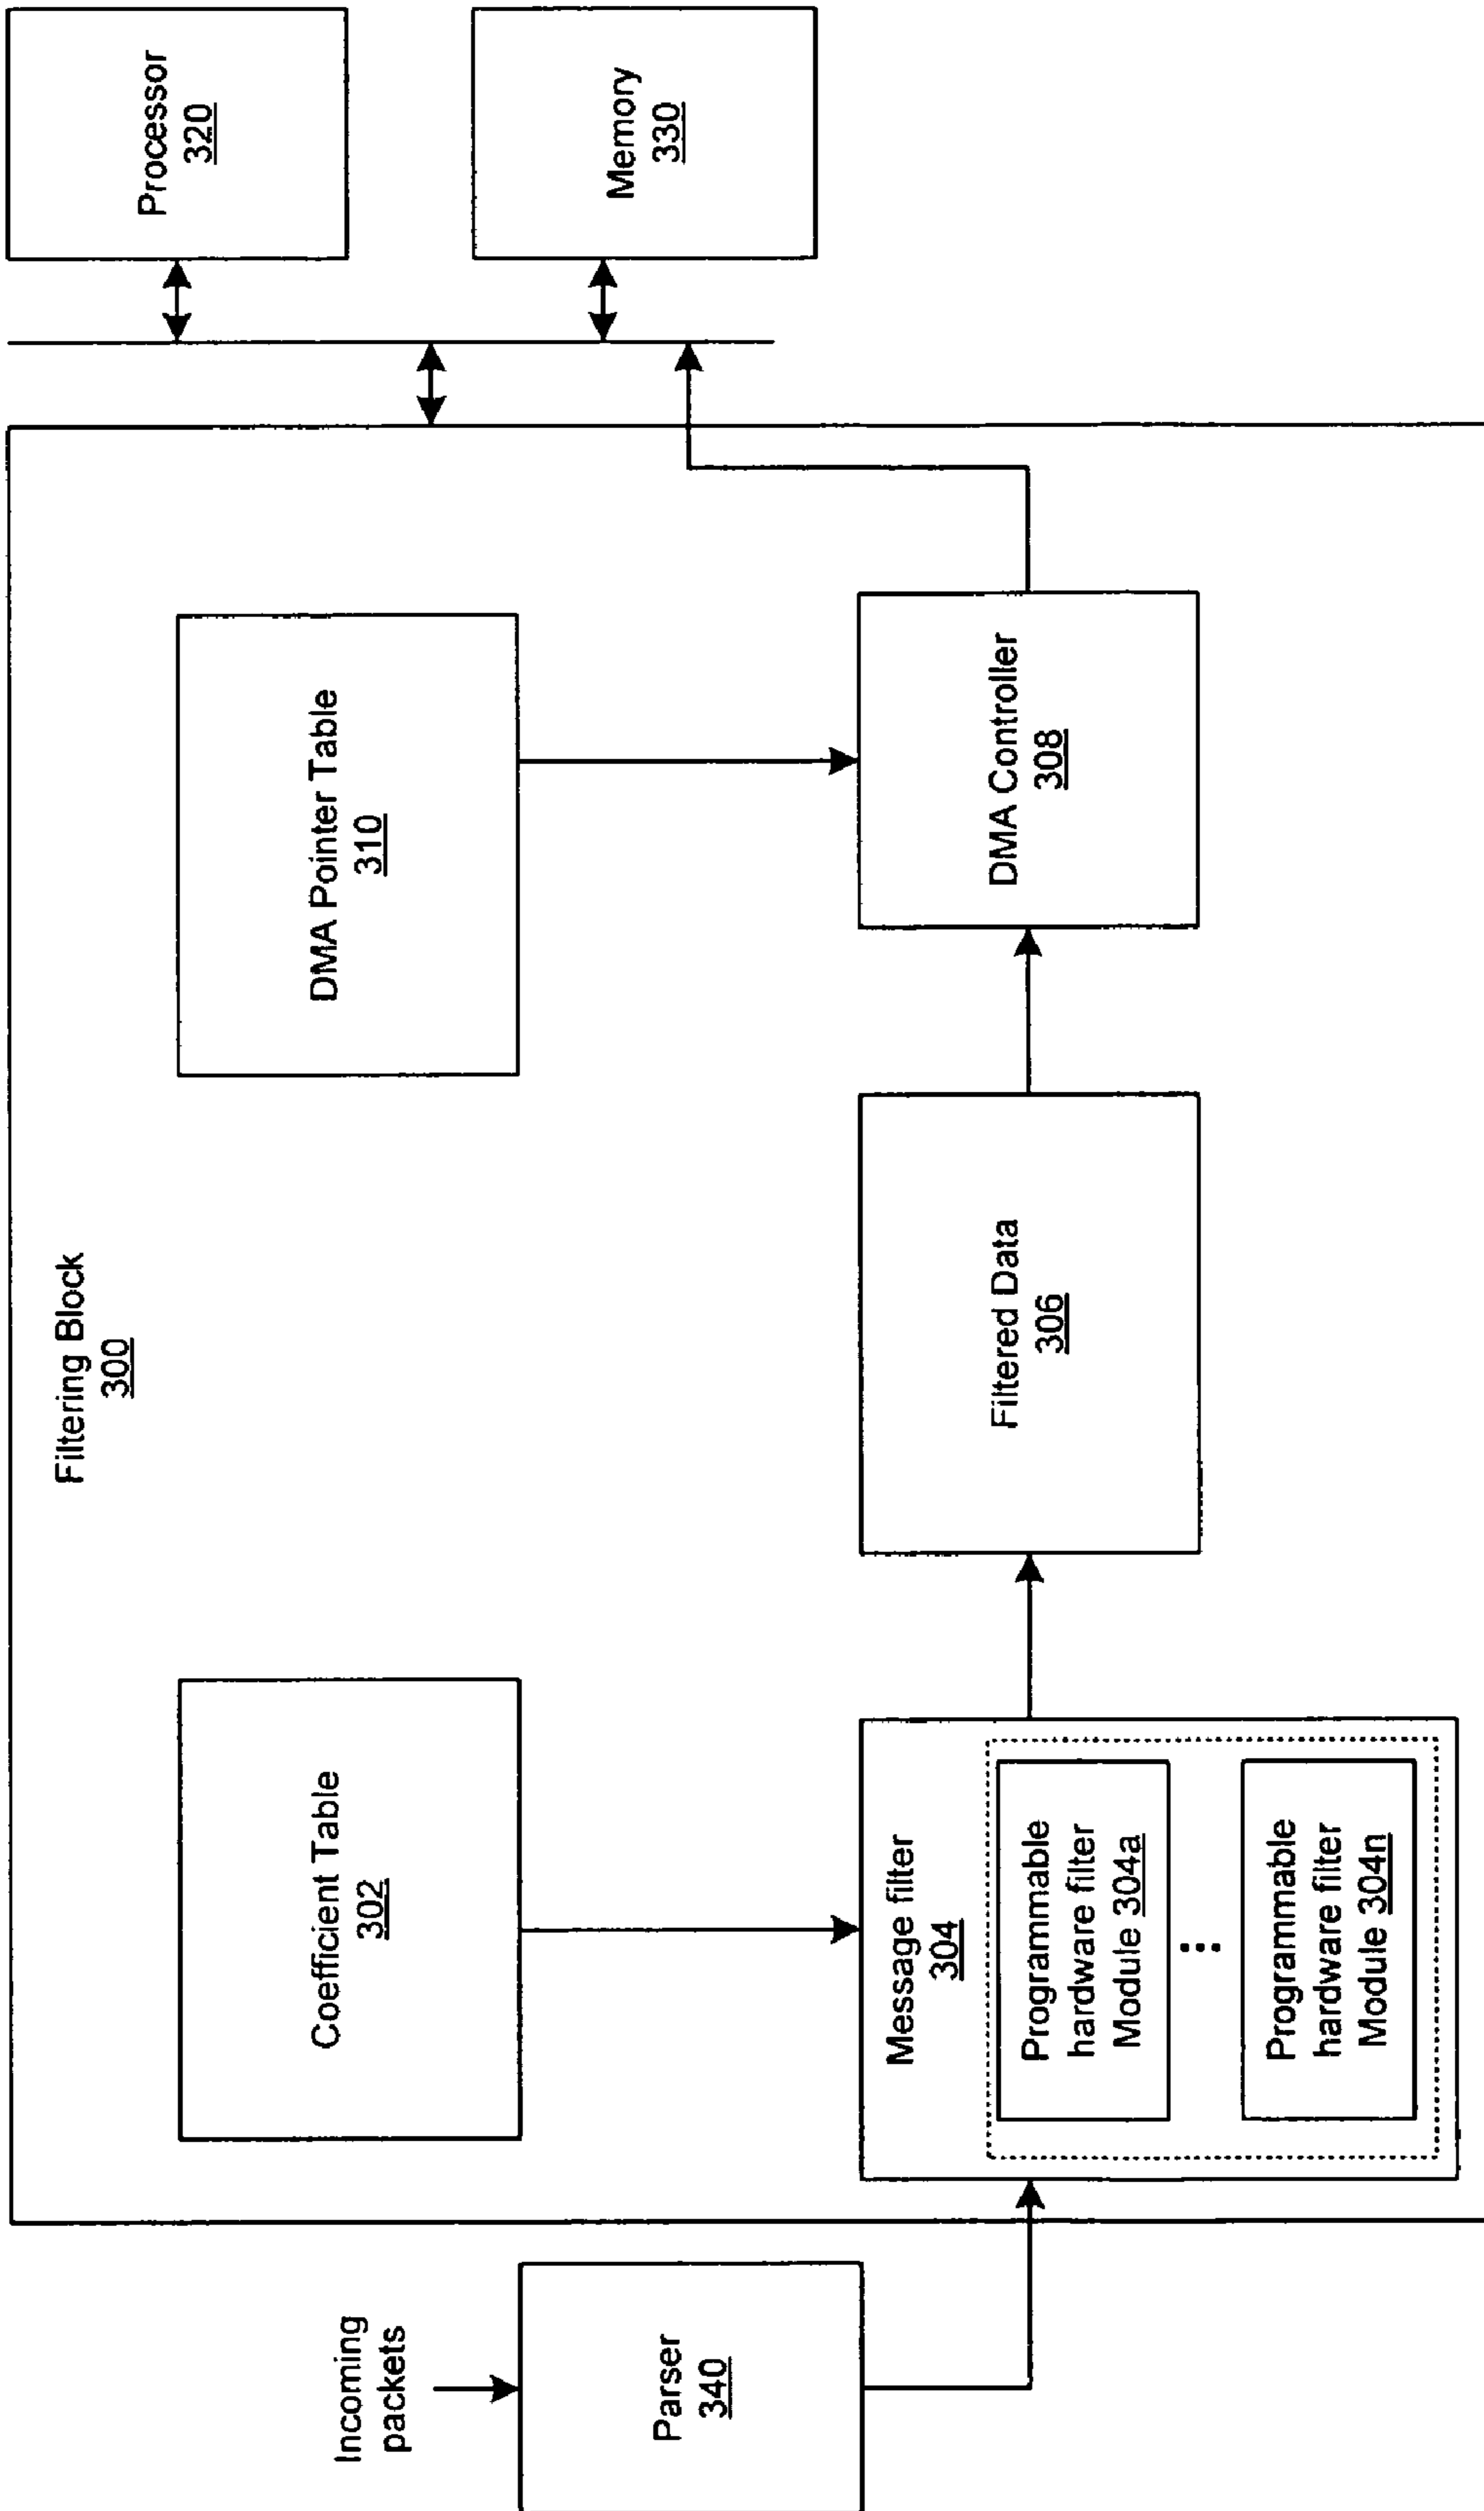 Filtering Block
300
Processor
320
Memory
330
Coefficient Table
302
DMA Pointer Table
310
Incoming
packets
Parser
340
Message filter
304
Programmable
hardware filter
Module 304a
⋮
Programmable
hardware filter
Module 304n
Filtered Data
306
DMA Controller
308